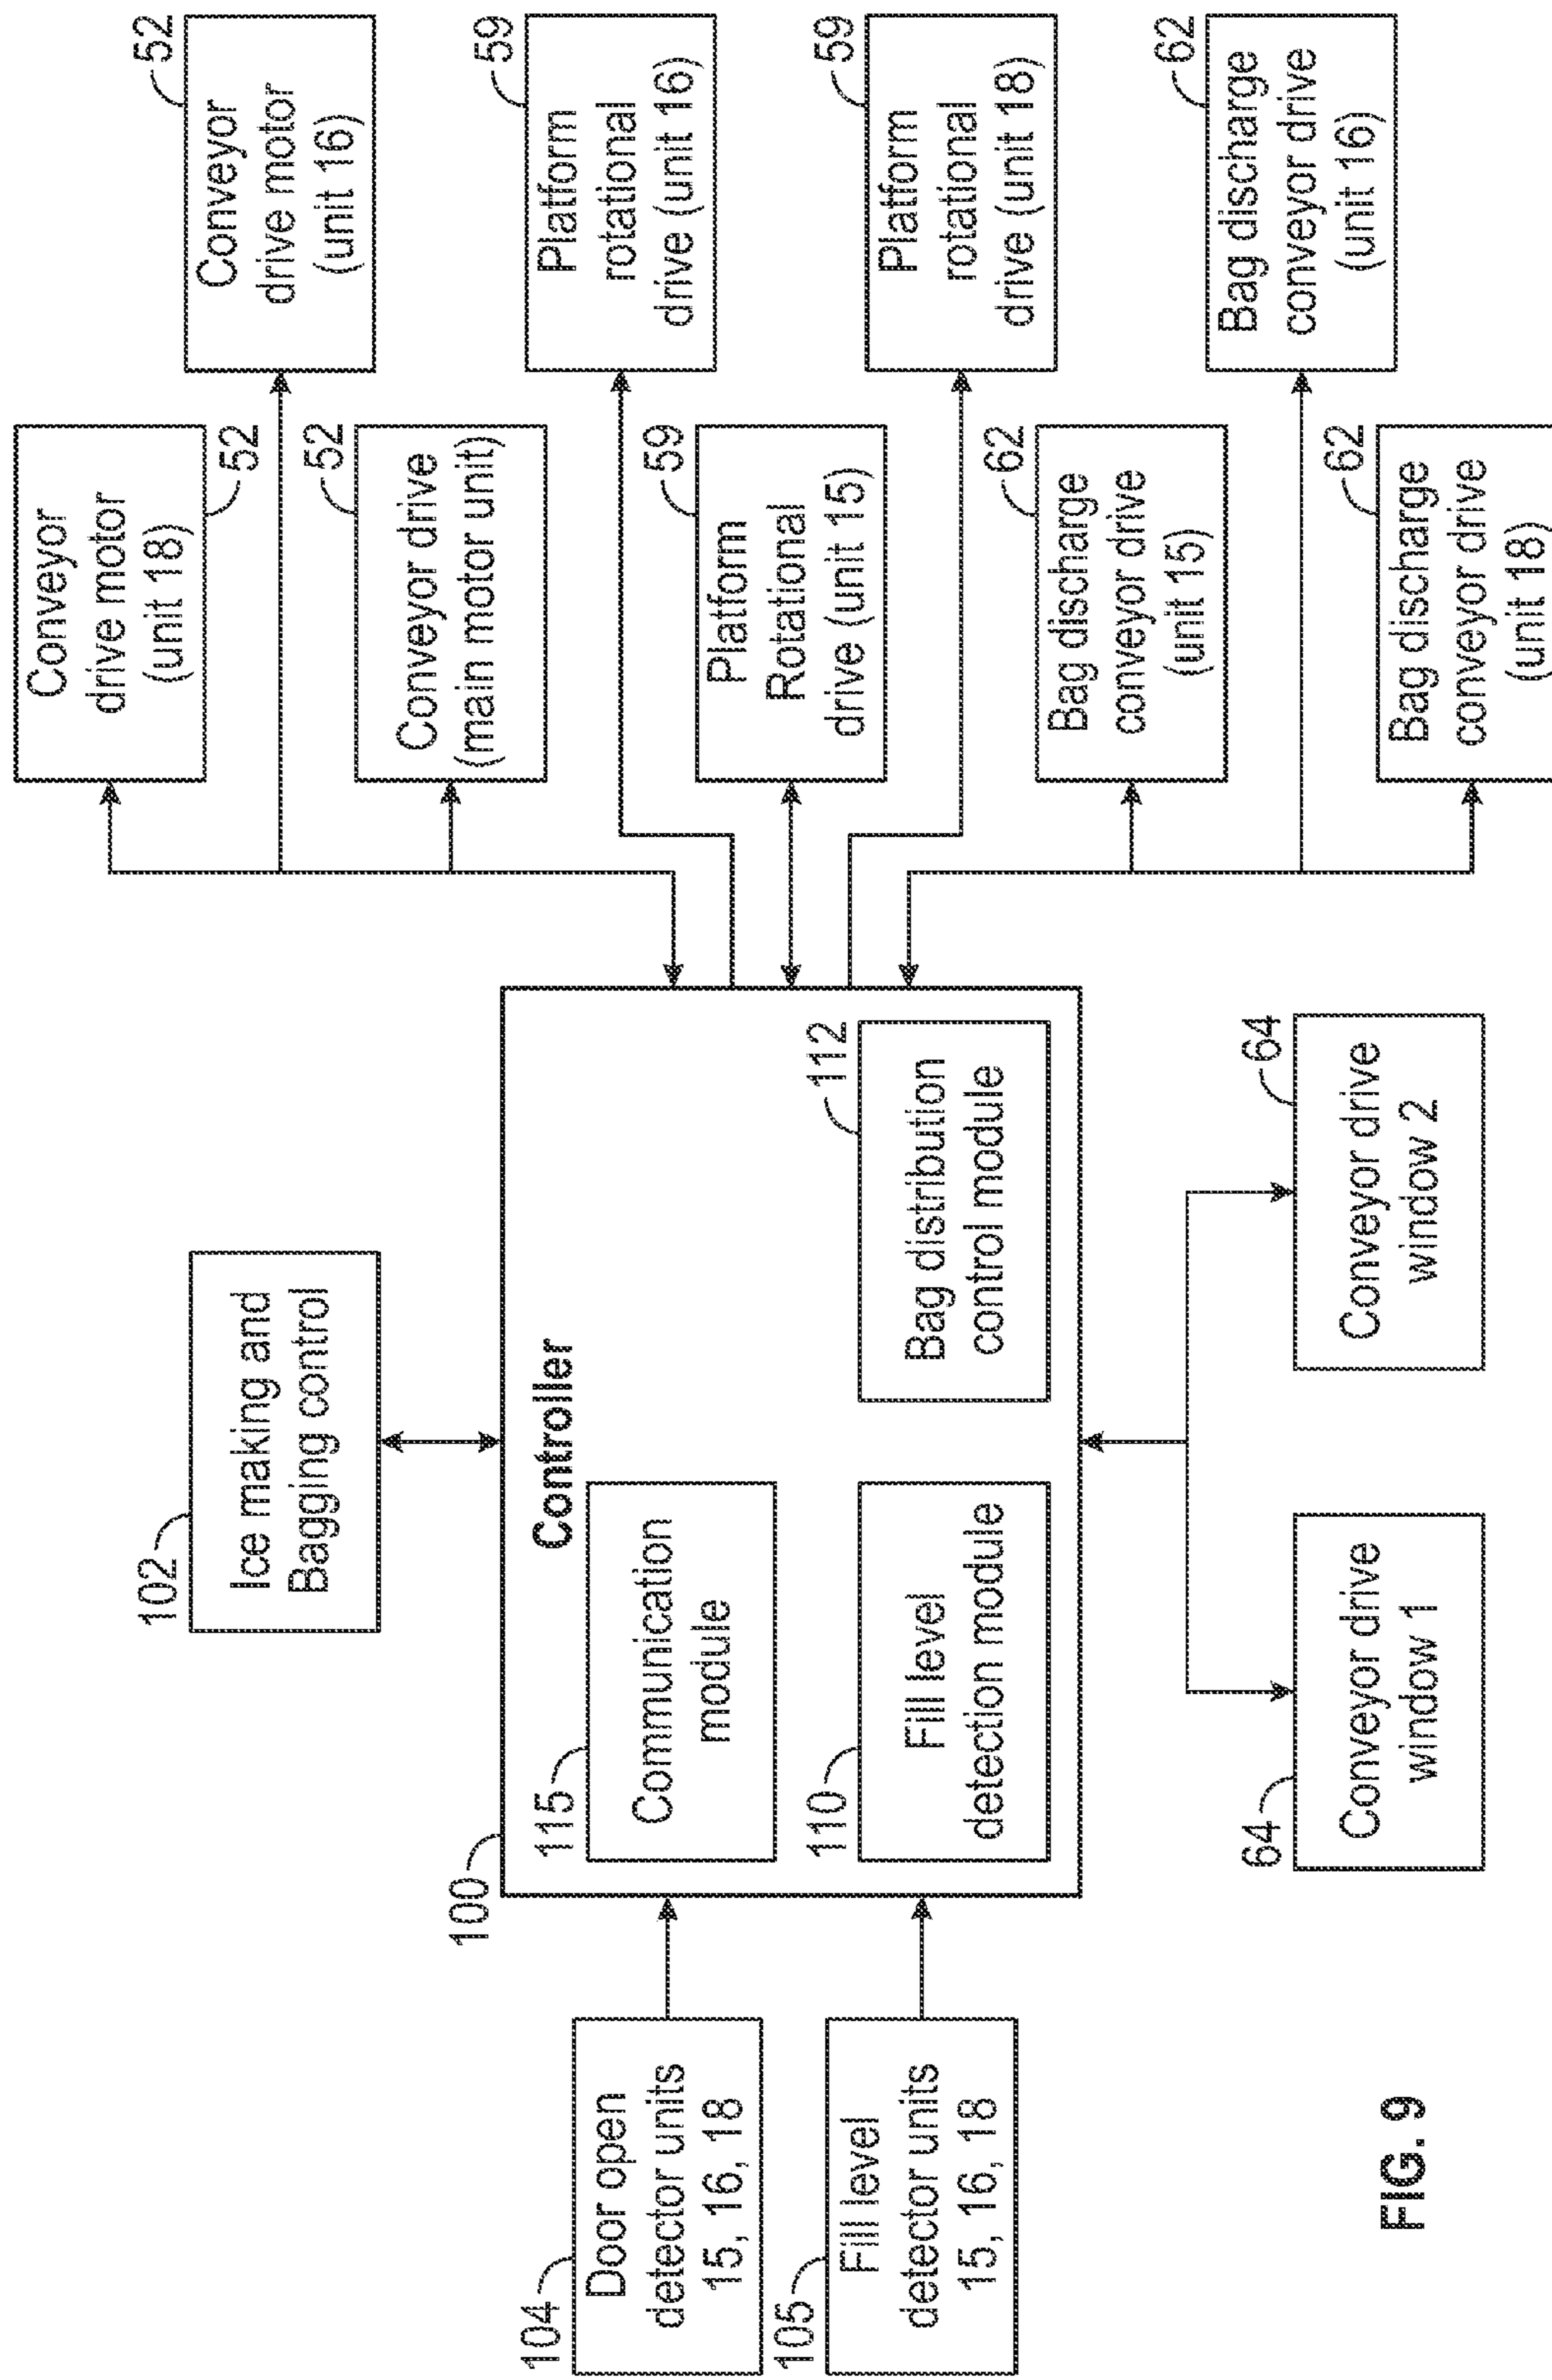 102
Ice making and
Bagging control
100
Controller
115
Communication
module
110
Fill level
detection module
112
Bag distribution
control module
104
Door open
detector units
15, 16, 18
105
Fill level
detector units
15, 16, 18
64
Conveyor drive
window 1
64
Conveyor drive
window 2
Conveyor
drive motor
(unit 18)
52
52
Conveyor
drive motor
(unit 16)
52
Conveyor drive
(main motor unit)
59
Platform
rotational
drive (unit 16)
59
Platform
Rotational
drive (unit 15)
59
Platform
rotational
drive (unit 18)
62
Bag discharge
conveyor drive
(unit 15)
62
Bag discharge
conveyor drive
(unit 16)
62
Bag discharge
conveyor drive
(unit 18)
FIG. 9